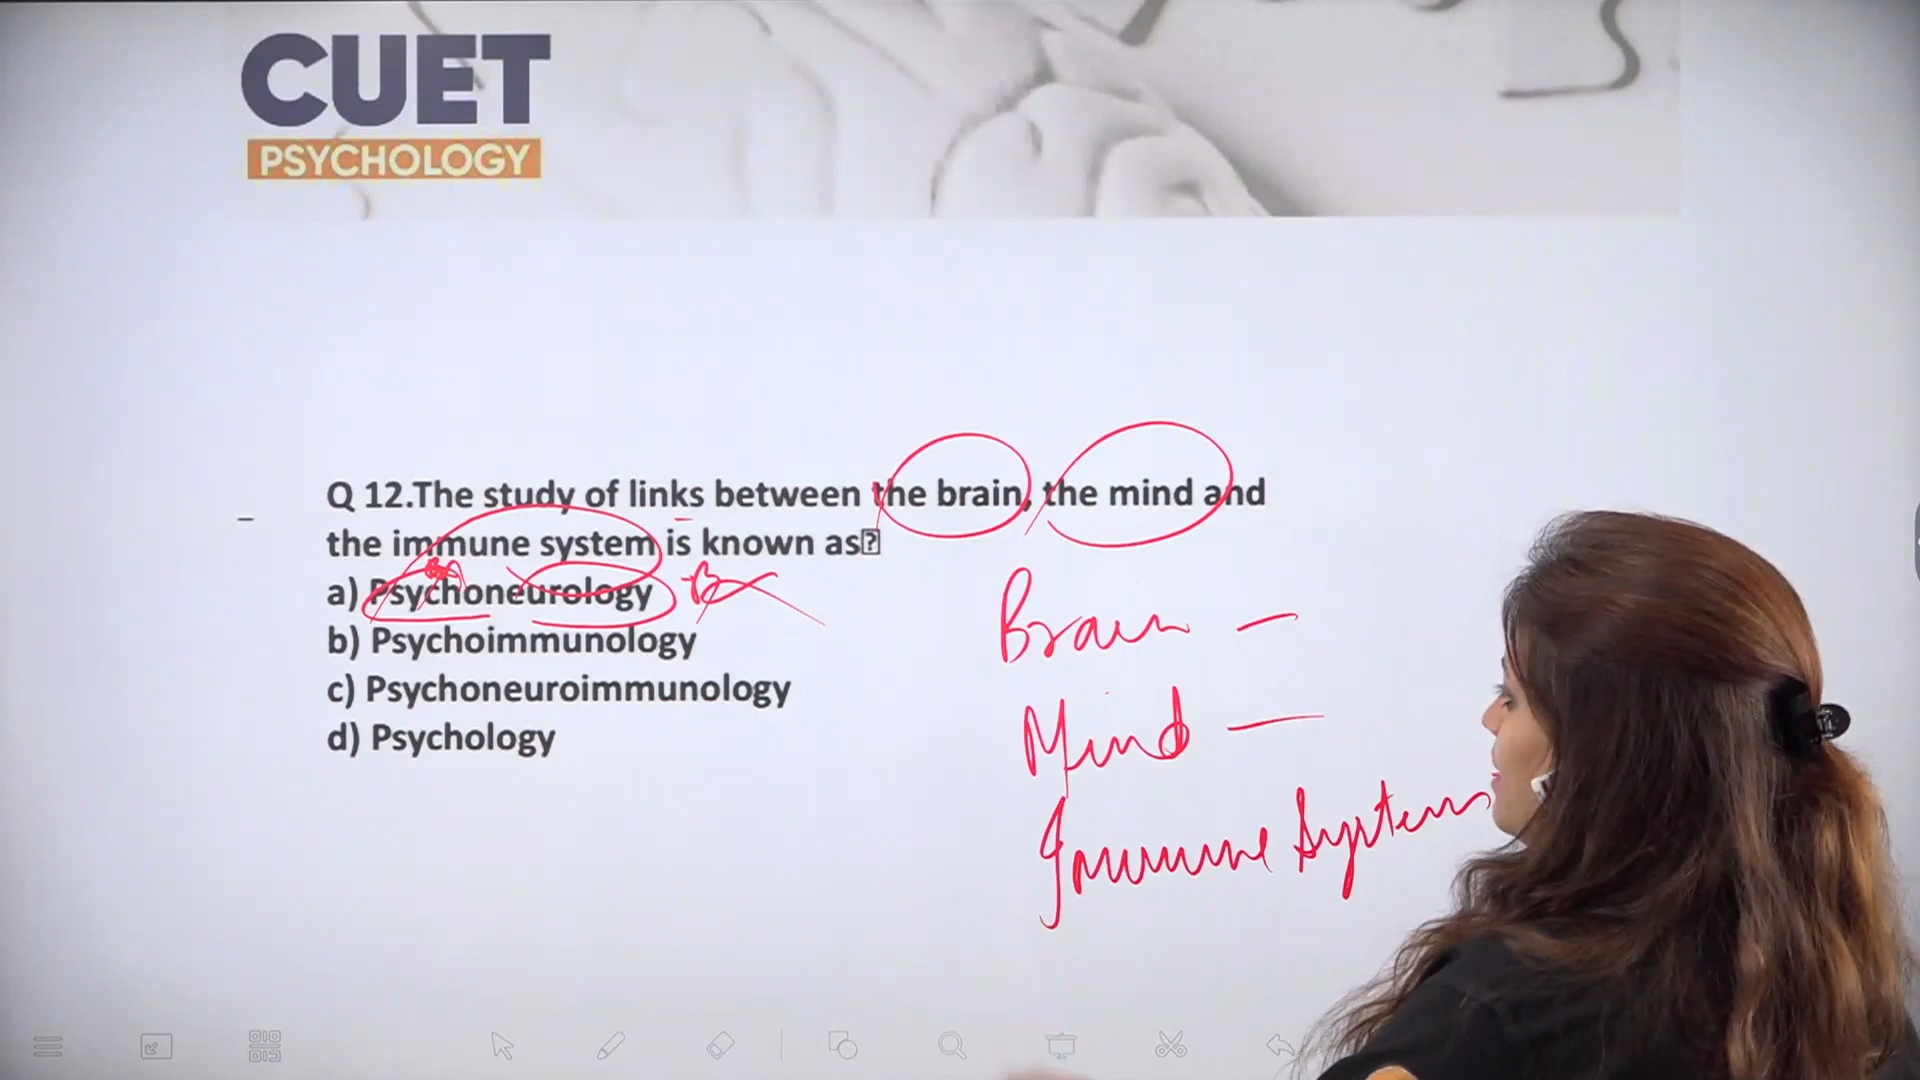 CUET
PSYCHOLOGY
Q 12.The study of links between the brain, the mind and
the immune system is known as
a) Psychoneurology
b) Psychoimmunology
c) Psychoneuroimmunology
d) Psychology
Brain –
Mind –
Immune System